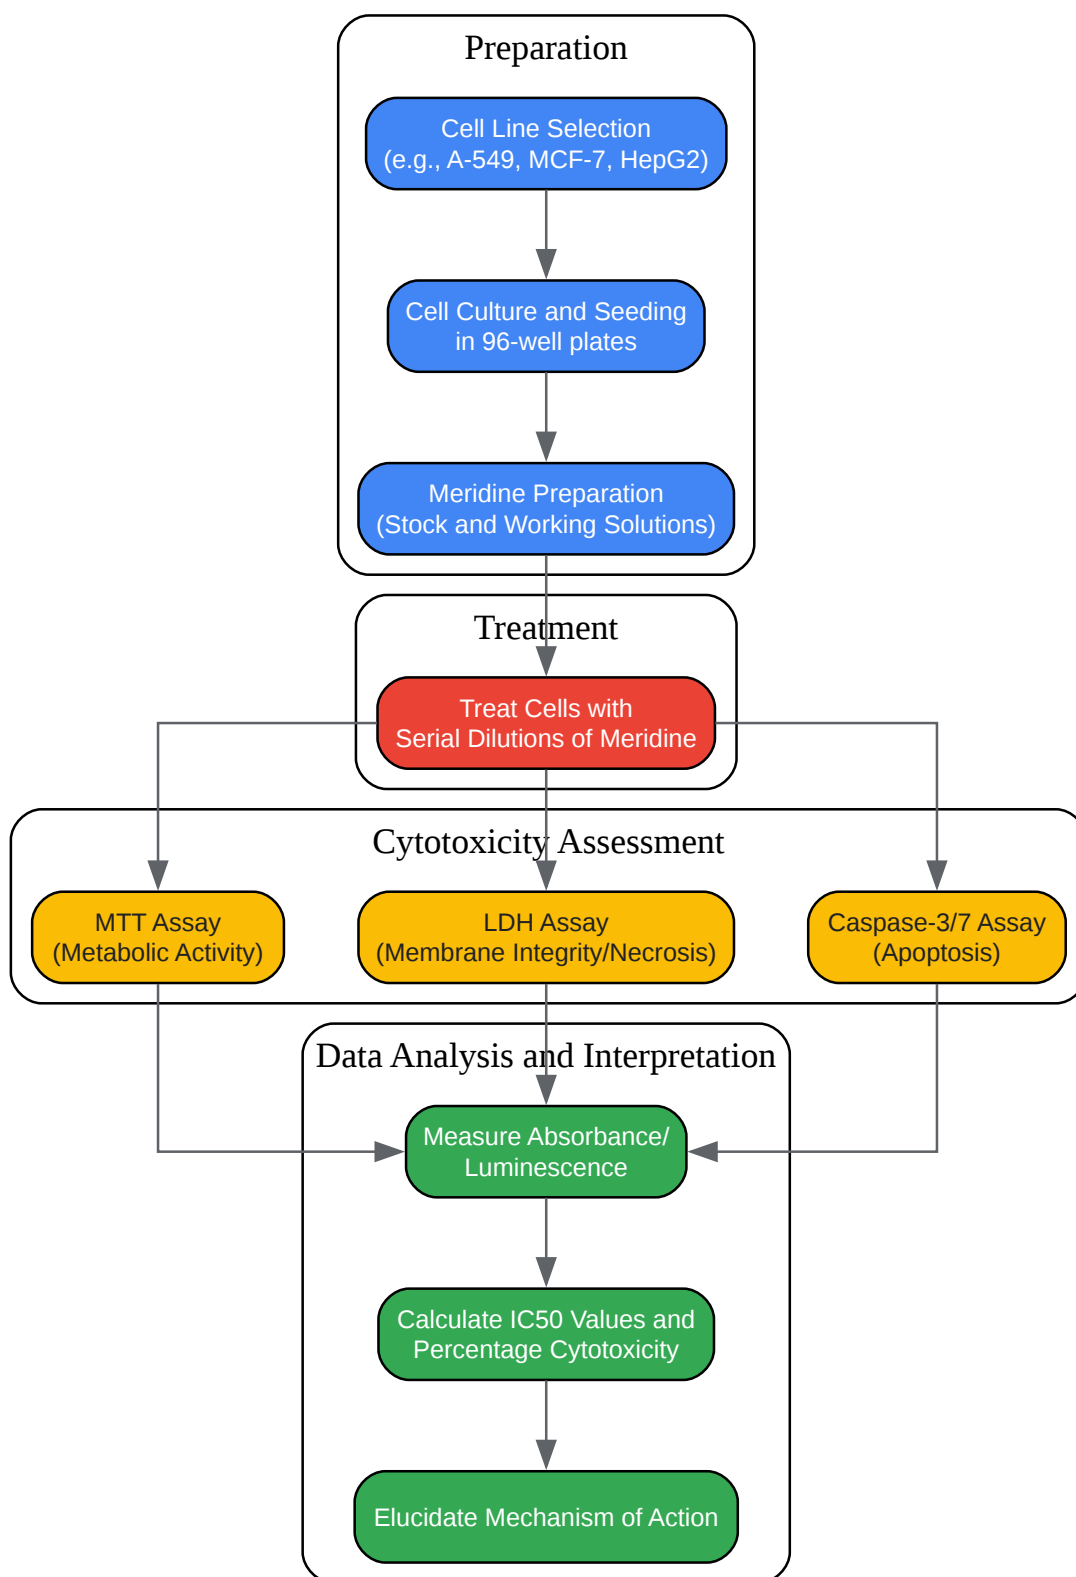 Preparation
Cell Line Selection
(e.g., A-549, MCF-7, HepG2)
Cell Culture and Seeding
in 96-well plates
Meridine Preparation
(Stock and Working Solutions)
Treatment
Treat Cells with
Serial Dilutions of Meridine
Cytotoxicity Assessment
MTT Assay
(Metabolic Activity)
LDH Assay
(Membrane Integrity/Necrosis)
Caspase-3/7 Assay
(Apoptosis)
Data Analysis and Interpretation
Measure Absorbance/
Luminescence
Calculate IC50 Values and
Percentage Cytotoxicity
Elucidate Mechanism of Action